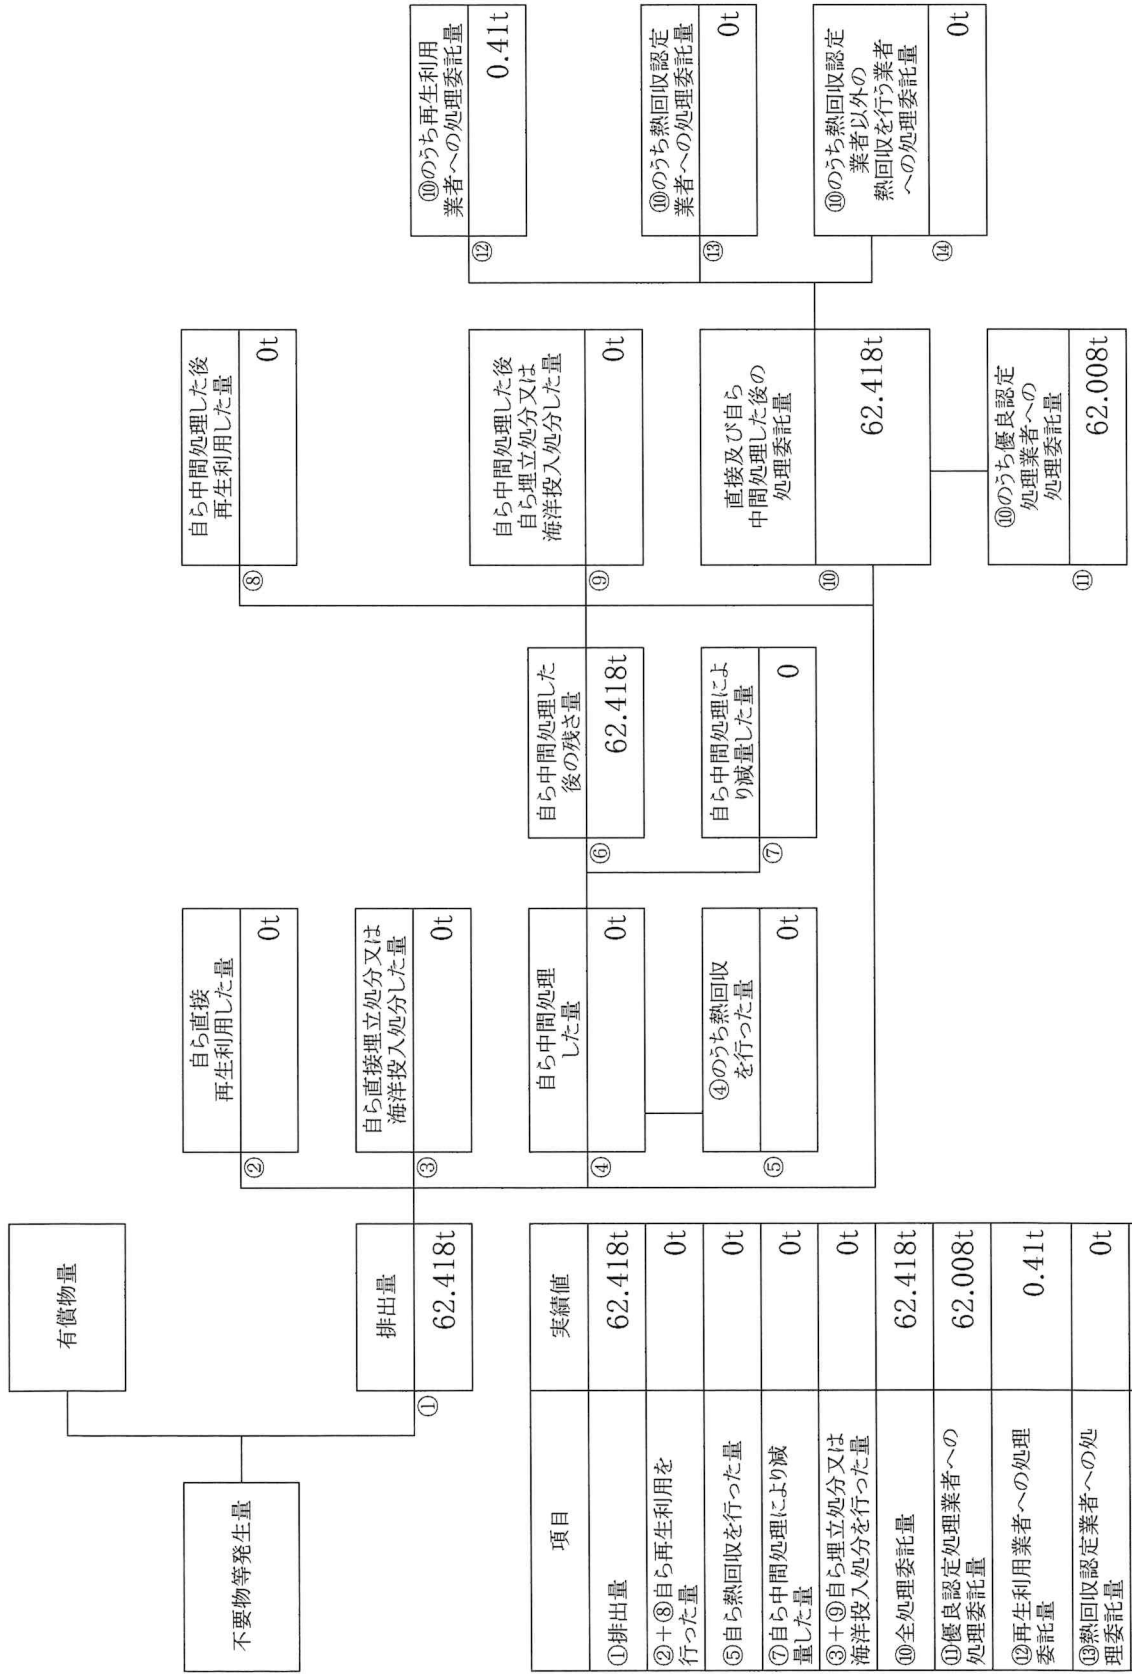 不要物等発生量
有償物量
①
排出量
62.418t
②
自ら直接
再生利用した量
0t
③
自ら直接埋立処分又は
海洋投入処分した量
0t
④
自ら中間処理
した量
0t
⑤
④のうち熱回収
を行った量
0t
⑥
自ら中間処理した
後の残さ量
62.418t
⑦
自ら中間処理によ
り減量した量
0
⑧
自ら中間処理した後
再生利用した量
0t
⑨
自ら中間処理した後
自ら埋立処分又は
海洋投入処分した量
0t
⑩
直接及び自ら
中間処理した後の
処理委託量
62.418t
⑪
⑩のうち優良認定
処理業者への
処理委託量
62.008t
⑫
⑩のうち再生利用
業者への処理委託量
0.41t
⑬
⑩のうち熱回収認定
業者への処理委託量
0t
⑭
⑩のうち熱回収認定
業者以外の
熱回収を行う業者
への処理委託量
0t
項目 実績値
①排出量 62.418t
②+⑧自ら再生利用を
行った量 0t
⑤自ら熱回収を行った量 0t
⑦自ら中間処理により減
量した量 0t
③+⑨自ら埋立処分又は
海洋投入処分を行った量 0t
⑩全処理委託量 62.418t
⑪優良認定処理業者への
処理委託量 62.008t
⑫再生利用業者への処理
委託量 0.41t
⑬熱回収認定業者への処
理委託量 0t